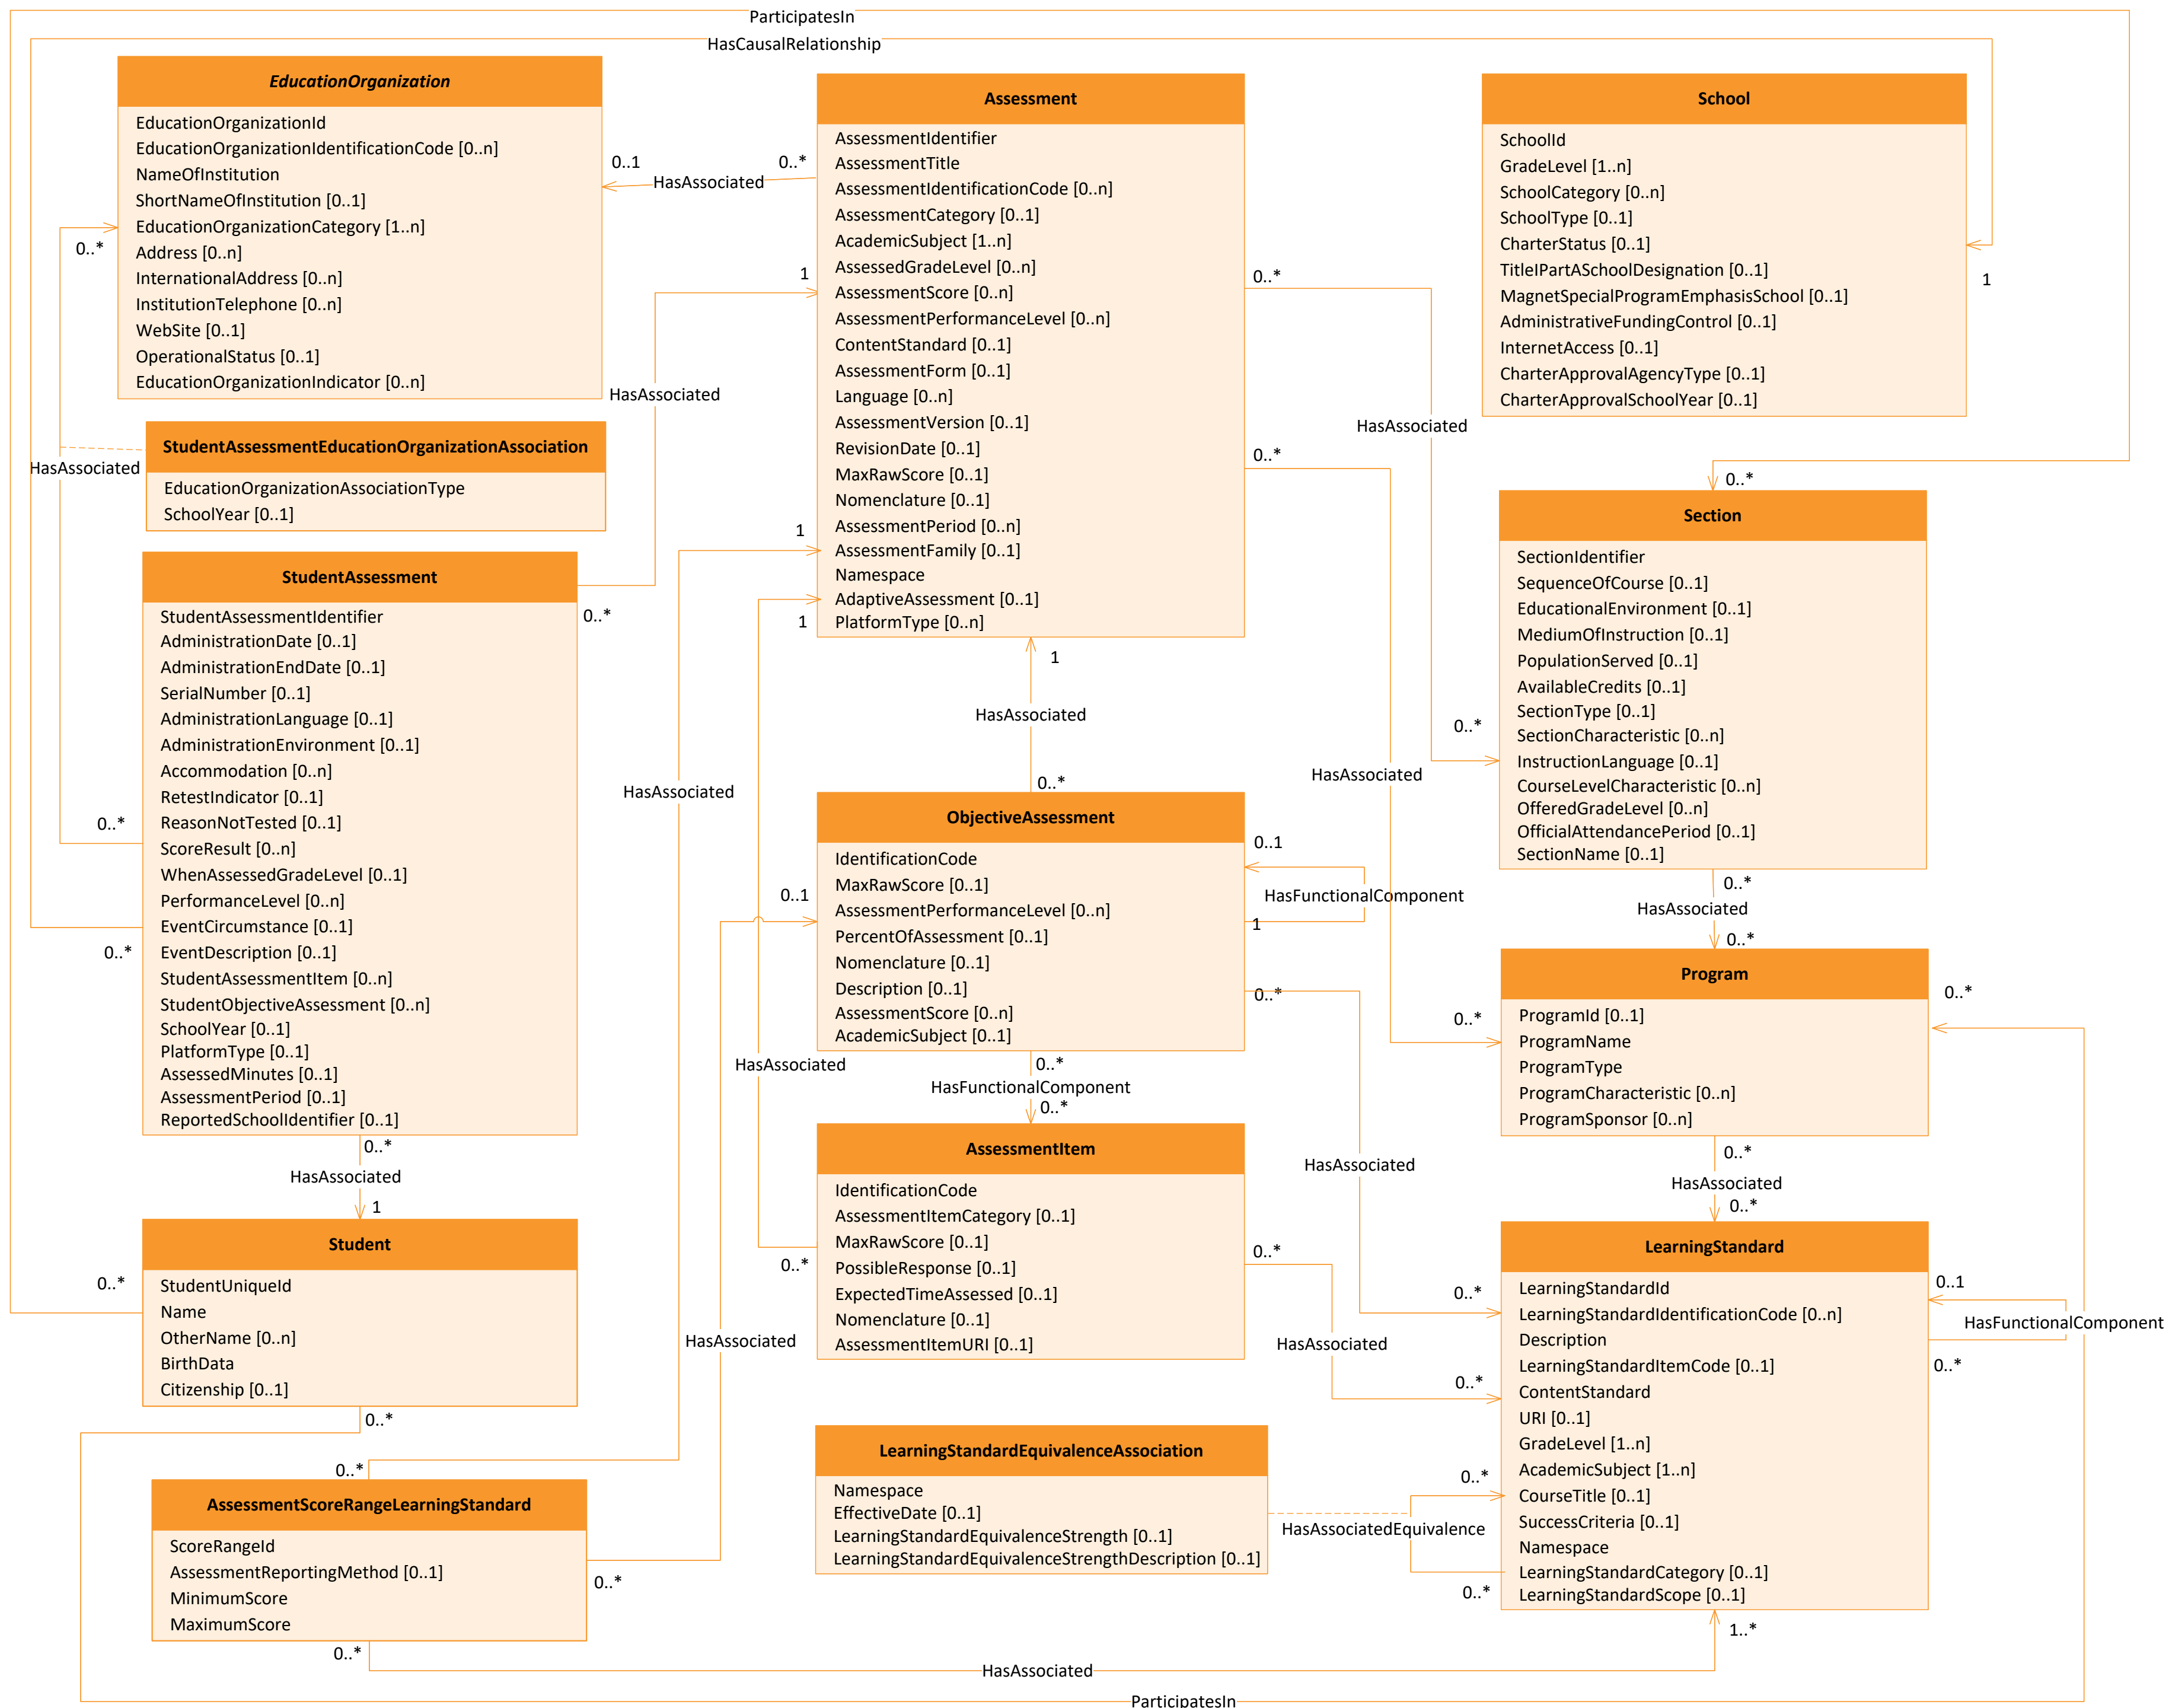 ParticipatesIn
HasCausalRelationship
EducationOrganization
EducationOrganizationId
EducationOrganizationIdentificationCode [0..n]
NameOfInstitution
ShortNameOfInstitution [0..1]
EducationOrganizationCategory [1..n]
Address [0..n]
InternationalAddress [0..n]
InstitutionTelephone [0..n]
WebSite [0..1]
OperationalStatus [0..1]
EducationOrganizationIndicator [0..n]
0..1
HasAssociated
0..*
0..*
Assessment
AssessmentIdentifier
AssessmentTitle
AssessmentIdentificationCode [0..n]
AssessmentCategory [0..1]
AcademicSubject [1..n]
AssessedGradeLevel [0..n]
AssessmentScore [0..n]
AssessmentPerformanceLevel [0..n]
ContentStandard [0..1]
AssessmentForm [0..1]
Language [0..n]
AssessmentVersion [0..1]
RevisionDate [0..1]
MaxRawScore [0..1]
Nomenclature [0..1]
AssessmentPeriod [0..n]
AssessmentFamily [0..1]
Namespace
AdaptiveAssessment [0..1]
PlatformType [0..n]
School
SchoolId
GradeLevel [1..n]
SchoolCategory [0..n]
SchoolType [0..1]
CharterStatus [0..1]
TitleIPartASchoolDesignation [0..1]
MagnetSpecialProgramEmphasisSchool [0..1]
AdministrativeFundingControl [0..1]
InternetAccess [0..1]
CharterApprovalAgencyType [0..1]
CharterApprovalSchoolYear [0..1]
1
1
HasAssociated
0..*
HasAssociated
0..*
StudentAssessmentEducationOrganizationAssociation
EducationOrganizationAssociationType
SchoolYear [0..1]
HasAssociated
1
1
0..*
Section
SectionIdentifier
SequenceOfCourse [0..1]
EducationalEnvironment [0..1]
MediumOfInstruction [0..1]
PopulationServed [0..1]
AvailableCredits [0..1]
SectionType [0..1]
SectionCharacteristic [0..n]
InstructionLanguage [0..1]
CourseLevelCharacteristic [0..n]
OfferedGradeLevel [0..n]
OfficialAttendancePeriod [0..1]
SectionName [0..1]
StudentAssessment
StudentAssessmentIdentifier
AdministrationDate [0..1]
AdministrationEndDate [0..1]
SerialNumber [0..1]
AdministrationLanguage [0..1]
AdministrationEnvironment [0..1]
Accommodation [0..n]
RetestIndicator [0..1]
ReasonNotTested [0..1]
ScoreResult [0..n]
WhenAssessedGradeLevel [0..1]
PerformanceLevel [0..n]
EventCircumstance [0..1]
EventDescription [0..1]
StudentAssessmentItem [0..n]
StudentObjectiveAssessment [0..n]
SchoolYear [0..1]
PlatformType [0..1]
AssessedMinutes [0..1]
AssessmentPeriod [0..1]
ReportedSchoolIdentifier [0..1]
0..*
0..*
0..*
1
HasAssociated
0..*
0..*
HasAssociated
HasAssociated
ObjectiveAssessment
IdentificationCode
MaxRawScore [0..1]
AssessmentPerformanceLevel [0..n]
PercentOfAssessment [0..1]
Nomenclature [0..1]
Description [0..1]
AssessmentScore [0..n]
AcademicSubject [0..1]
0..1
0..1
HasFunctionalComponent
1
0..*
0..*
HasAssociated
0..*
Program
ProgramId [0..1]
ProgramName
ProgramType
ProgramCharacteristic [0..n]
ProgramSponsor [0..n]
0..*
0..*
HasAssociated
0..*
HasFunctionalComponent
0..*
AssessmentItem
IdentificationCode
AssessmentItemCategory [0..1]
MaxRawScore [0..1]
PossibleResponse [0..1]
ExpectedTimeAssessed [0..1]
Nomenclature [0..1]
AssessmentItemURI [0..1]
0..*
HasAssociated
1
0..*
HasAssociated
0..*
HasAssociated
0..*
Student
StudentUniqueId
Name
OtherName [0..n]
BirthData
Citizenship [0..1]
0..*
0..*
0..*
0..*
0..*
HasAssociated
HasAssociated
0..*
LearningStandard
LearningStandardId
LearningStandardIdentificationCode [0..n]
Description
LearningStandardItemCode [0..1]
ContentStandard
URI [0..1]
GradeLevel [1..n]
AcademicSubject [1..n]
CourseTitle [0..1]
SuccessCriteria [0..1]
Namespace
LearningStandardCategory [0..1]
LearningStandardScope [0..1]
0..1
HasFunctionalComponent
0..*
LearningStandardEquivalenceAssociation
Namespace
EffectiveDate [0..1]
LearningStandardEquivalenceStrength [0..1]
LearningStandardEquivalenceStrengthDescription [0..1]
0..*
HasAssociatedEquivalence
0..*
0..*
AssessmentScoreRangeLearningStandard
ScoreRangeId
AssessmentReportingMethod [0..1]
MinimumScore
MaximumScore
0..*
0..*
HasAssociated
1..*
ParticipatesIn